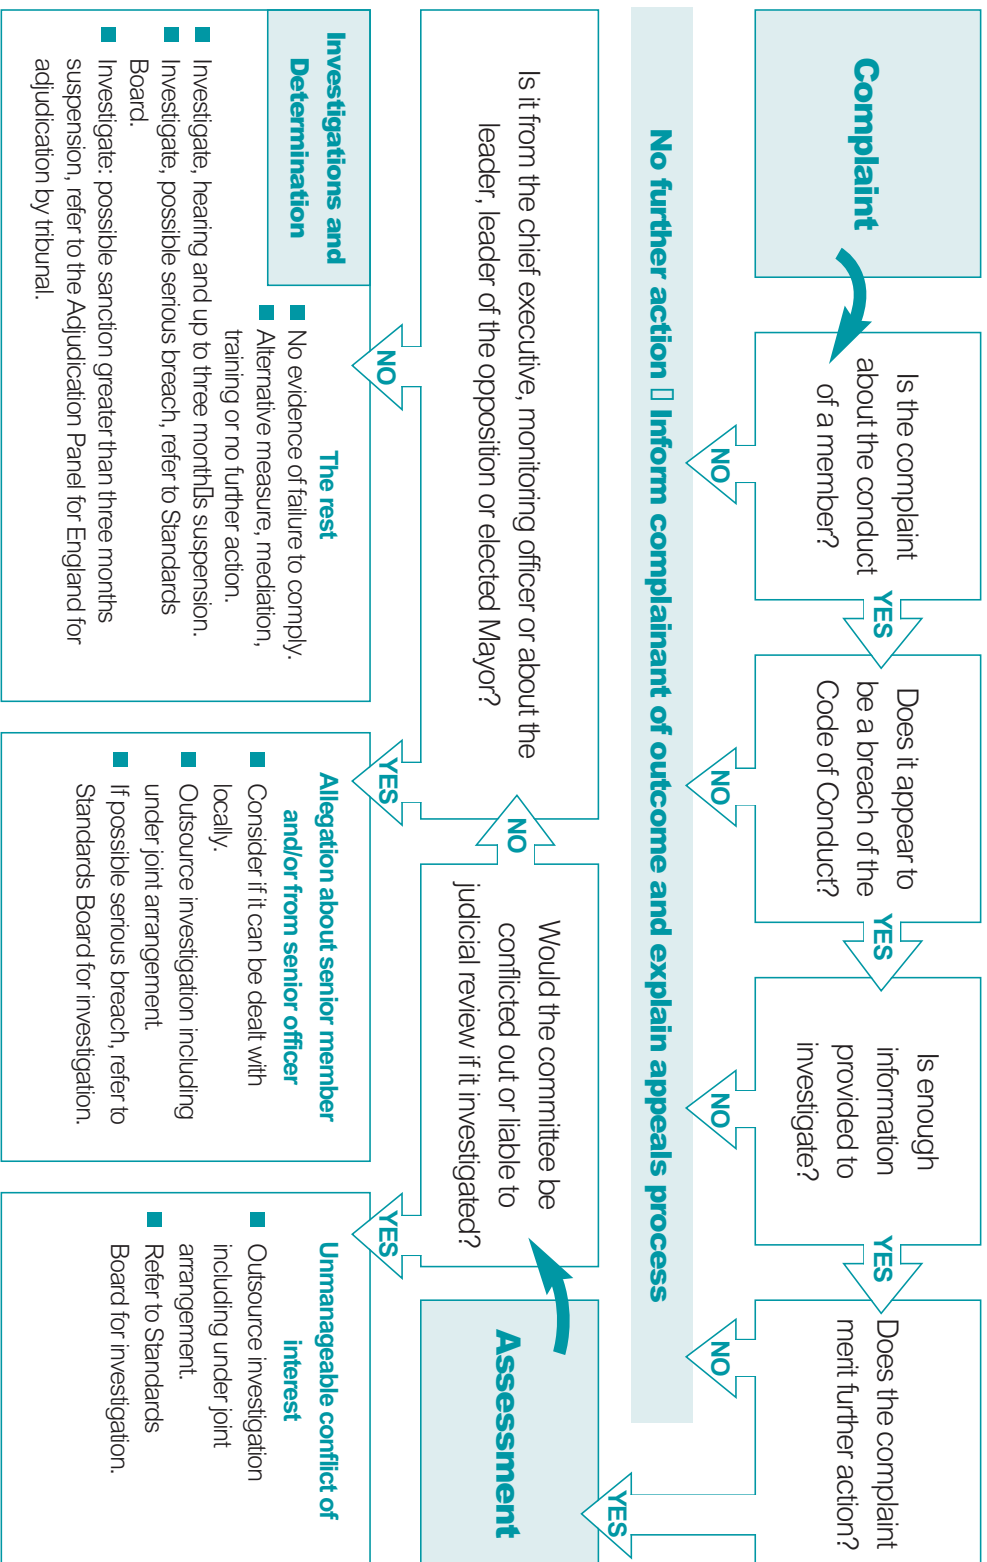 Complaint
Is the complaint
about the conduct
of a member?
YES
NO
Does it appear to
be a breach of the
Code of Conduct?
YES
NO
Is enough
information
provided to
investigate?
YES
NO
Does the complaint
merit further action?
NO
YES
No further action ▯ Inform complainant of outcome and explain appeals process
Assessment
Would the committee be
conflicted out or liable to
judicial review if it investigated?
NO
YES
Is it from the chief executive, monitoring officer or about the
leader, leader of the opposition or elected Mayor?
NO
YES
Investigations and
Determination
The rest
■ No evidence of failure to comply.
■ Alternative measure, mediation,
training or no further action.
■ Investigate, hearing and up to three month▯s suspension.
■ Investigate, possible serious breach, refer to Standards
Board.
■ Investigate: possible sanction greater than three months
suspension, refer to the Adjudication Panel for England for
adjudication by tribunal.
Allegation about senior member
and/or from senior officer
■ Consider if it can be dealt with
locally.
■ Outsource investigation including
under joint arrangement.
■ If possible serious breach, refer to
Standards Board for investigation.
Unmanageable conflict of
interest
■ Outsource investigation
including under joint
arrangement.
■ Refer to Standards
Board for investigation.